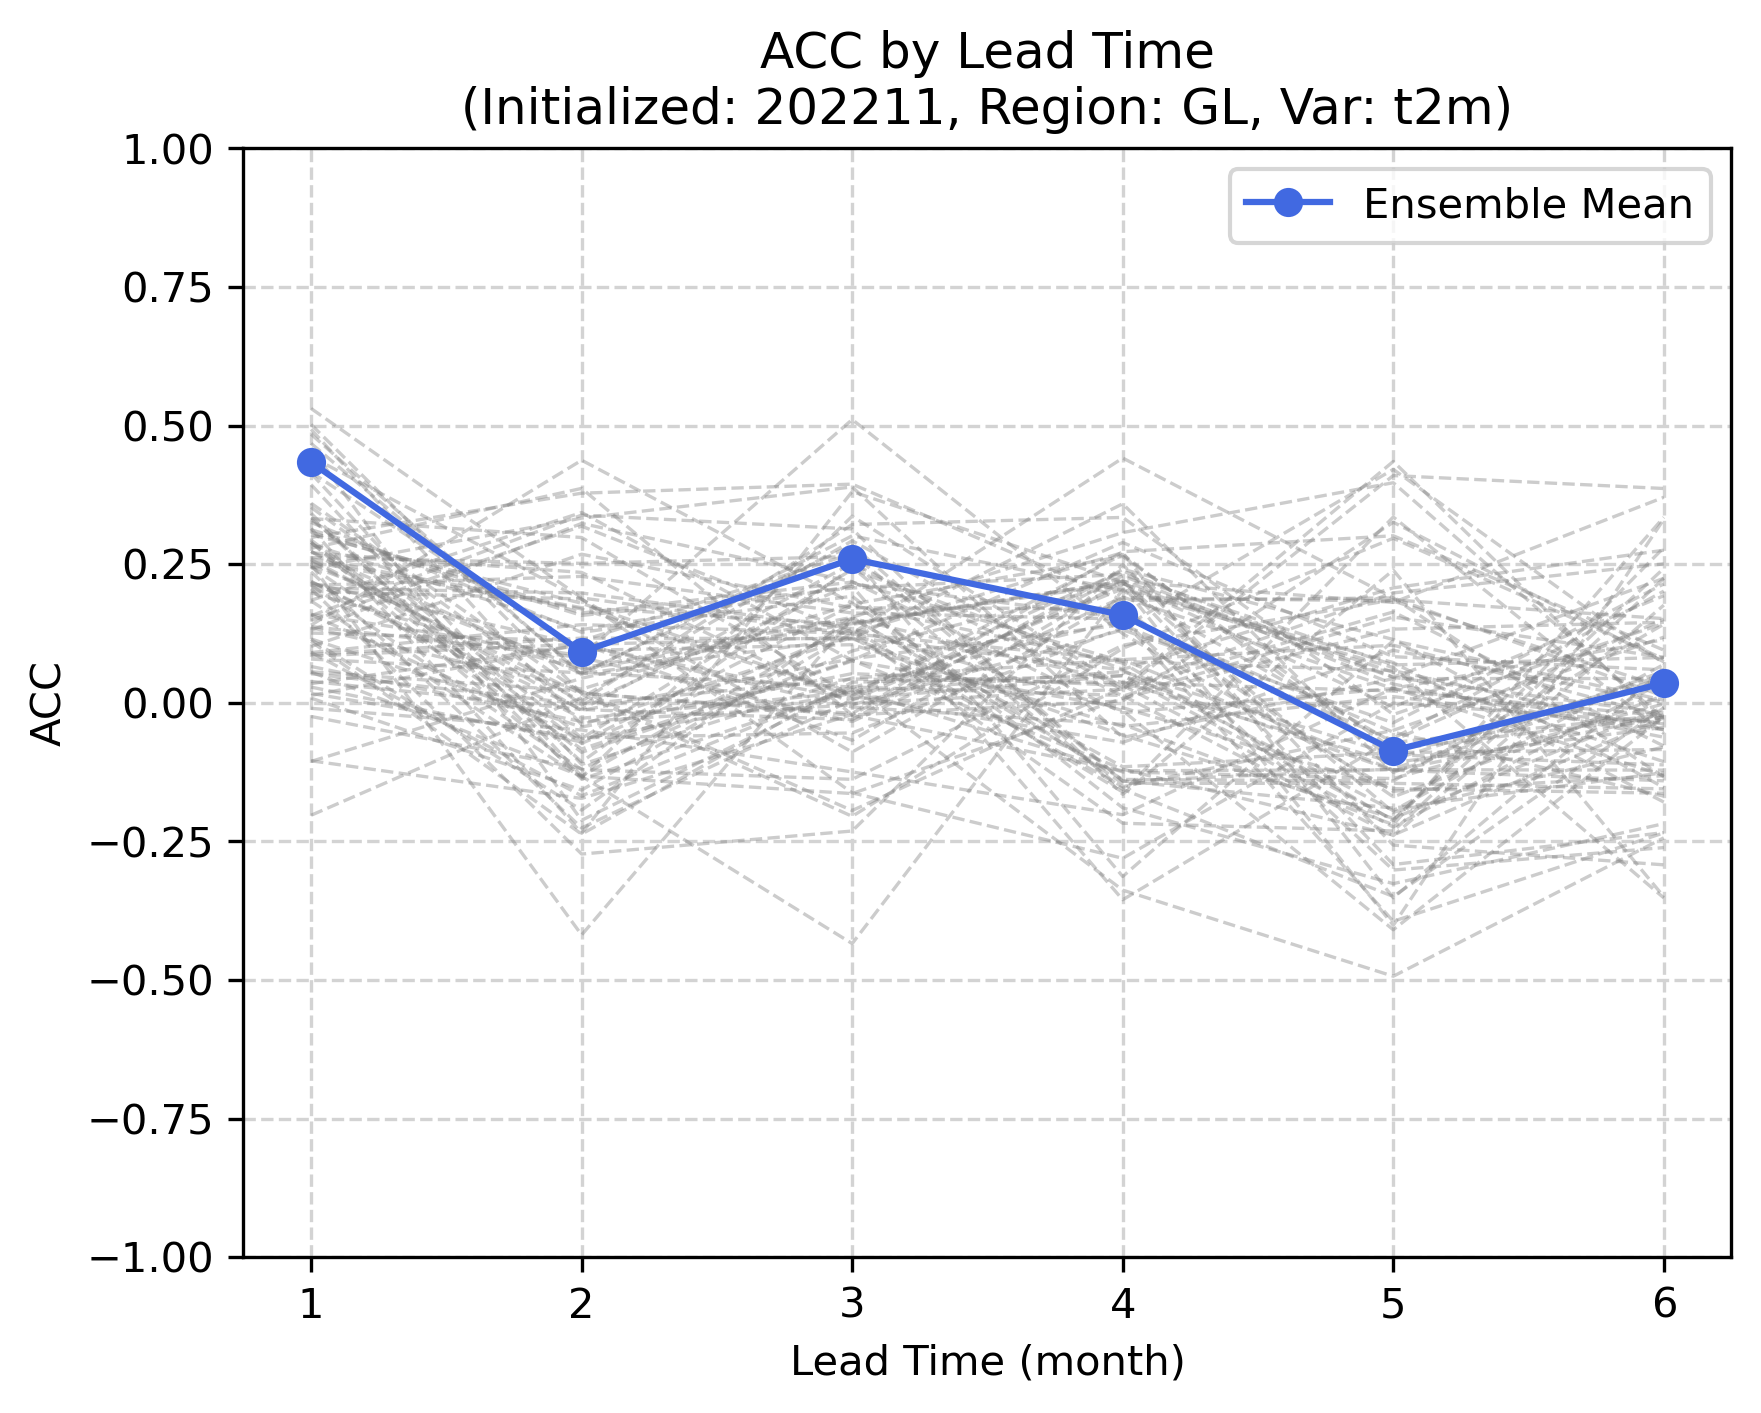 ACC by Lead Time
(Initialized: 202211, Region: GL, Var: t2m)
1.00
0.75
0.50
0.25
0.00
−0.25
−0.50
−0.75
−1.00
ACC
Ensemble Mean
1 2 3 4 5 6
Lead Time (month)